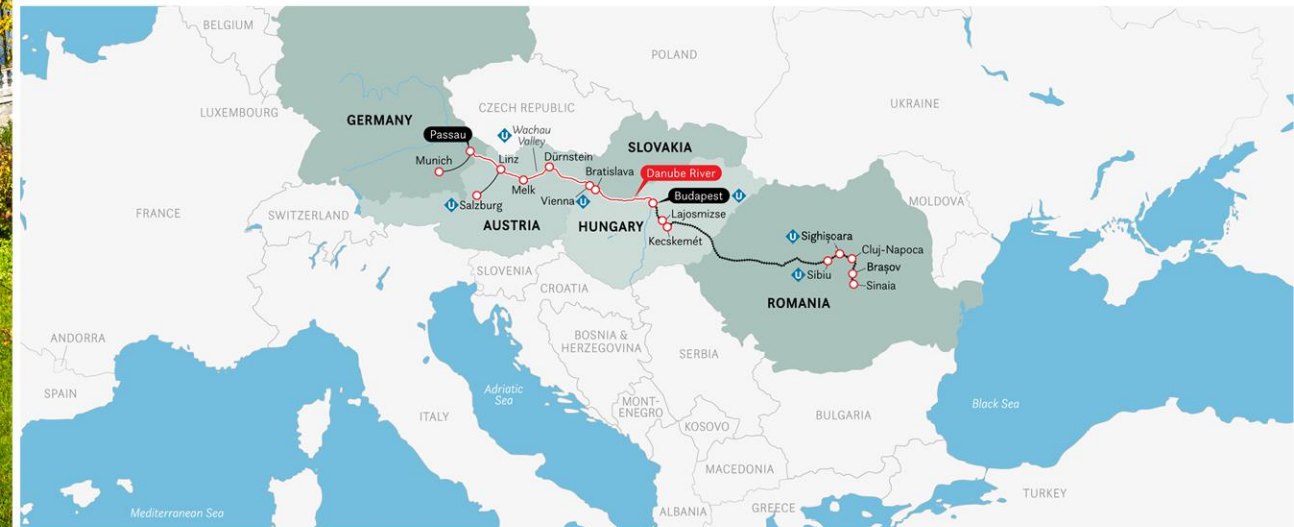 BELGIUM
POLAND
LUXEMBOURG
CZECH REPUBLIC
UKRAINE
GERMANY
Passau
U
Wachau
Valley
SLOVAKIA
Munich
Linz
Dürnstein
Bratislava
Danube River
Melk
Vienna
U
Budapest
U
MOLDOVA
FRANCE
SWITZERLAND
U
Salzburg
AUSTRIA
HUNGARY
Lajosmizse
Kecskemét
U
Sighișoara
Cluj-Napoca
U
Sibiu
Brașov
Sinaia
SLOVENIA
CROATIA
ROMANIA
ANDORRA
BOSNIA &
HERZEGOVINA
SERBIA
SPAIN
Adriatic
Sea
ITALY
MONT-
ENEGRO
KOSOVO
BULGARIA
Black Sea
MACEDONIA
Mediterranean Sea
ALBANIA
GREECE
TURKEY